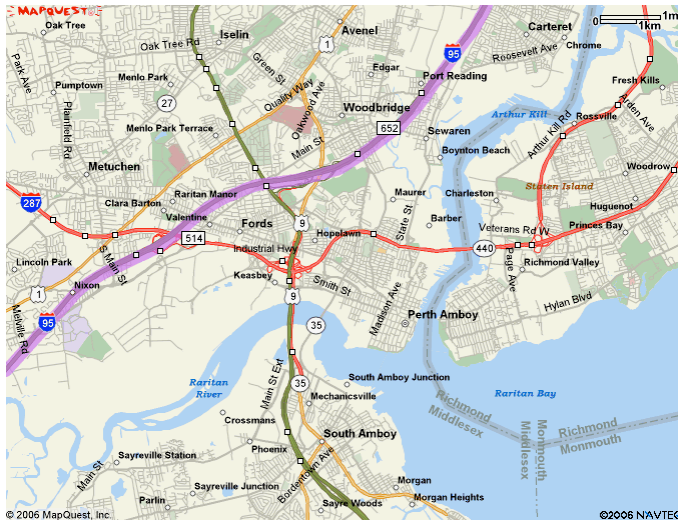 MAPQUEST
Oak Tree
Iselin
Avenel
Carteret
0 1mi
1km
Oak Tree Rd
1
Chrome
Park Ave
Green St
95
Roosevelt Ave
Edgar
Menlo Park
Port Reading
Fresh Kills
Pumptown
Quality Way
27
Woodbridge
Arthur Kill
Rossville
Arden Ave
Plainfield Rd
Oakwood Ave
Menlo Park Terrace
652
Sewaren
Arthur Kill Rd
Main St
Boynton Beach
Metuchen
Woodrow
Staten Island
287
Raritan Manor
Maurer
Charleston
Clara Barton
Huguenot
Valentine
State St
Barber
Fords
9
Veterans Rd W
Princes Bay
514
Hopelawn
440
Industrial Hwy
S Main St
Page Ave
Richmond Valley
Lincoln Park
Keasbey
Smith St
Nixon
1
9
Madison Ave
Hylan Blvd
Melville Rd
95
Perth Amboy
35
Main St Ext
South Amboy Junction
Raritan
River
35
Raritan Bay
Mechanicsville
Richmond
Middlesex
Crossmans
Richmond
Monmouth
Middlesex
Monmouth
South Amboy
Phoenix
Sayreville Station
Main St
Bordentown Ave
Sayreville Junction
Morgan
Parlin
Sayre Woods
Morgan Heights
© 2006 MapQuest, Inc.
©2006 NAVTEQ